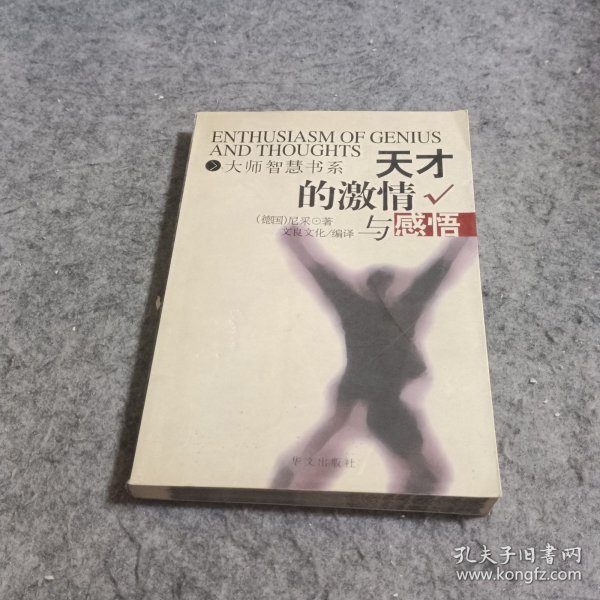 ENTHUSIASM OF GENIUS
AND THOUGHTS
大师智慧书系
天才
的激情
与感悟
(德国)尼采⊙著
文良文化/编译
华文出版社
孔夫子旧书网
www.kongfz.com